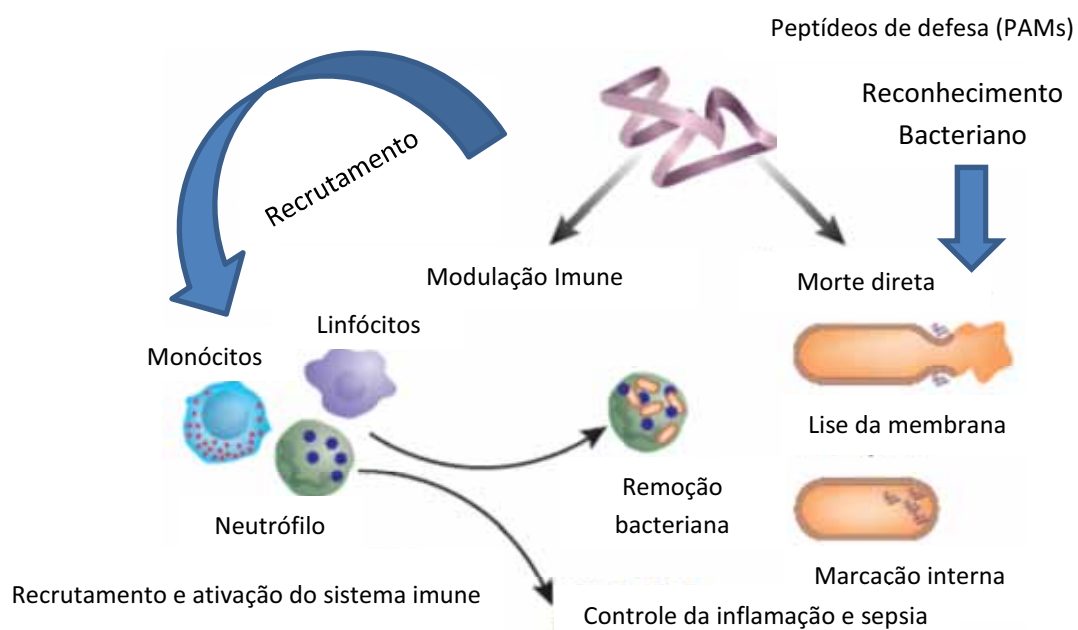 Peptídeos de defesa (PAMs)
Reconhecimento
Bacteriano
Recrutamento
Modulação Imune
Morte direta
Linfócitos
Monócitos
Lise da membrana
Remoção
bacteriana
Neutrófilo
Marcacão interna
Recrutamento e ativação do sistema imune
Controle da inflamação e sepsia